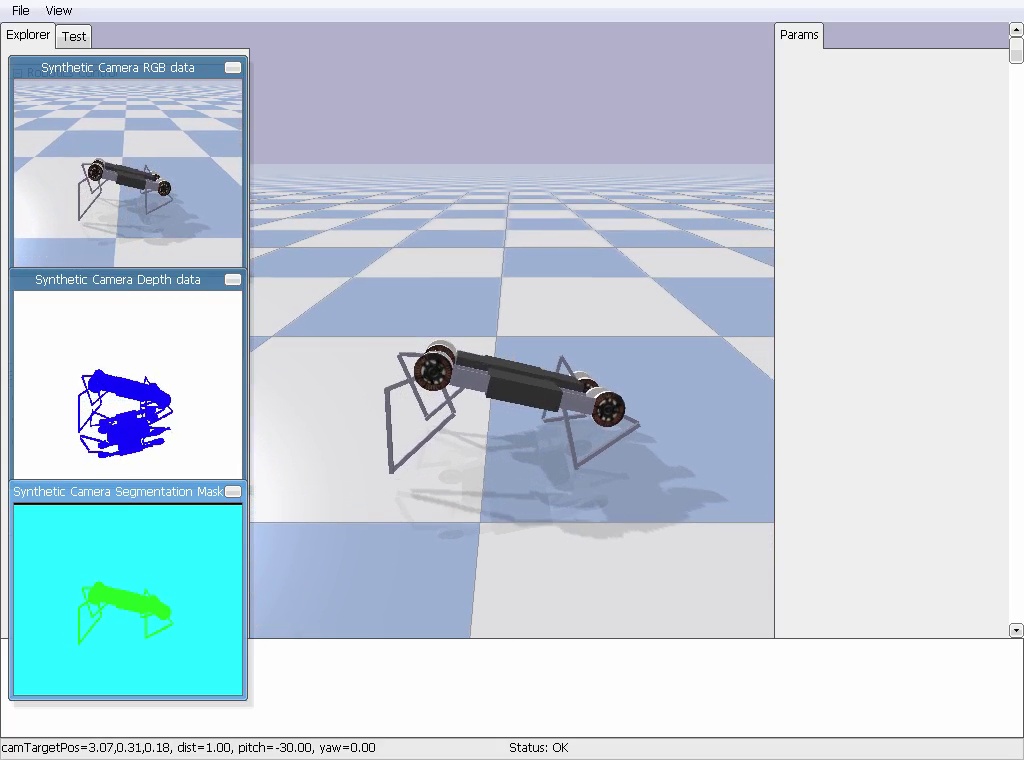 File View
Explorer Test
Params
Synthetic Camera RGB data
Synthetic Camera Depth data
Synthetic Camera Segmentation Mask
camTargetPos=3.07,0.31,0.18, dist=1.00, pitch=-30.00, yaw=0.00
Status: OK